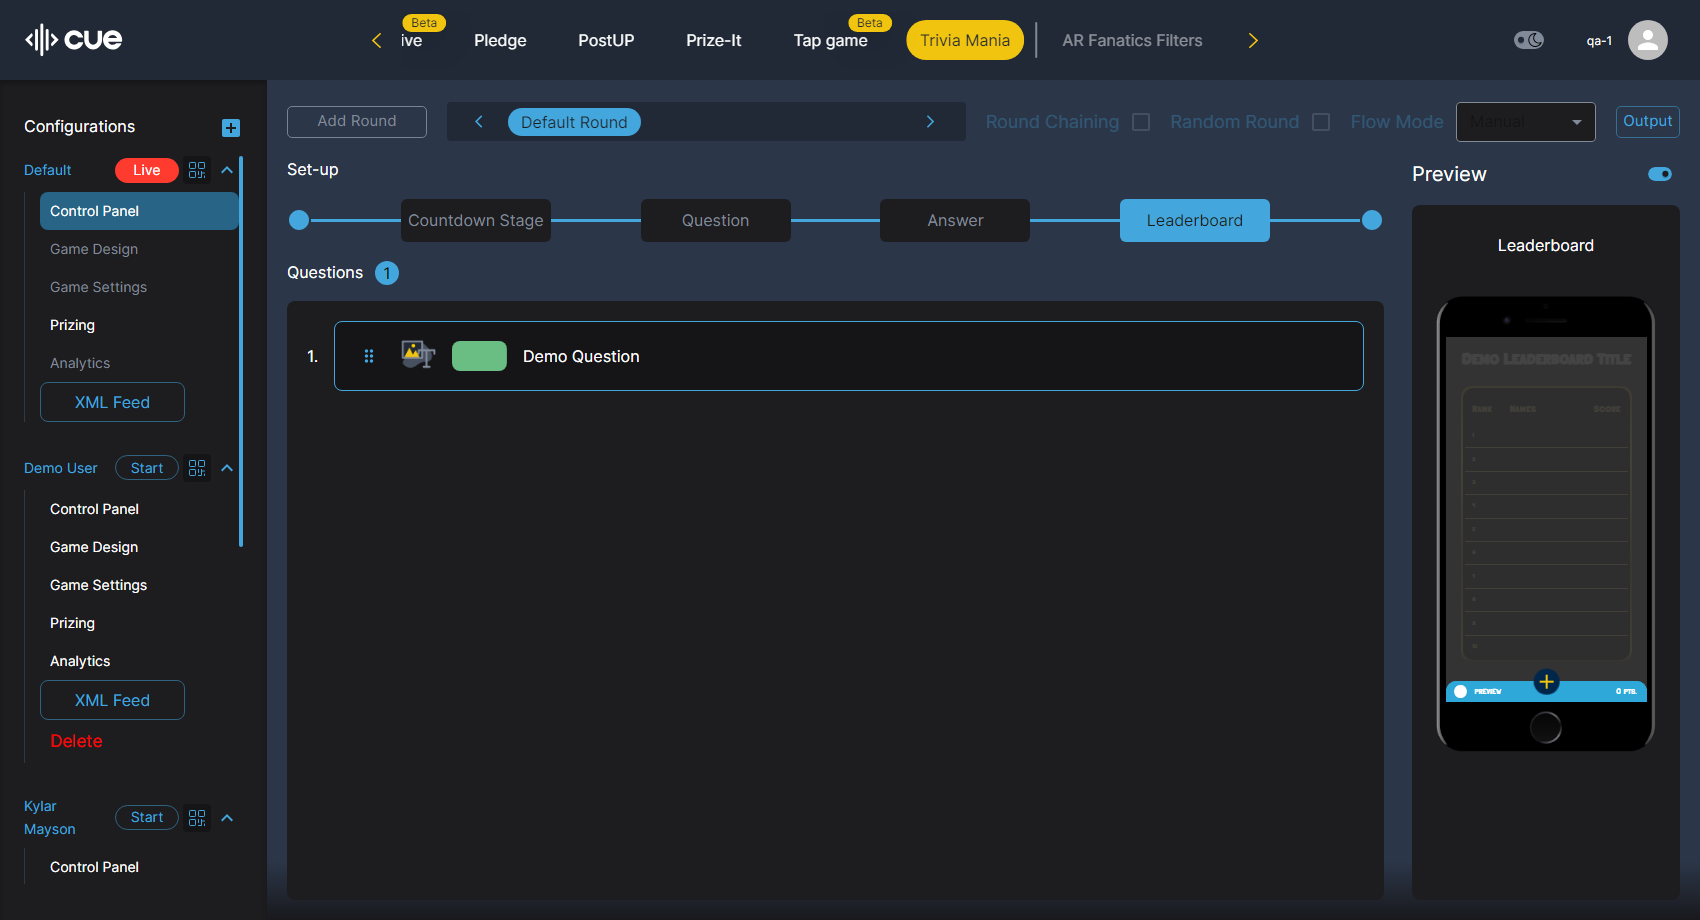 cue
Beta
ive
Pledge
PostUP
Prize-It
Beta
Tap game
Trivia Mania
AR Fanatics Filters
qa-1
Configurations
Default
Live
Control Panel
Game Design
Game Settings
Prizing
Analytics
XML Feed
Demo User
Start
Control Panel
Game Design
Game Settings
Prizing
Analytics
XML Feed
Delete
Kylar
Mayson
Start
Control Panel
Add Round
Default Round
Round Chaining
Random Round
Flow Mode
Manual
Output
Set-up
Countdown Stage
Question
Answer
Leaderboard
Questions 1
1.
Demo Question
Preview
Leaderboard
Demo Leaderboard Title
Rank Names Score
PREVIEW
0 PTS.